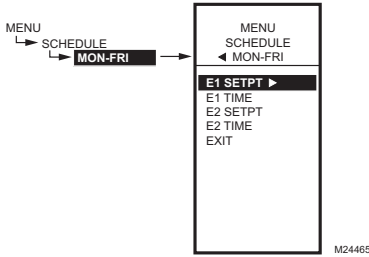 MENU
SCHEDULE
MON-FRI
MENU
SCHEDULE
◄ MON-FRI
E1 SETPT ►
E1 TIME
E2 SETPT
E2 TIME
EXIT
M24465